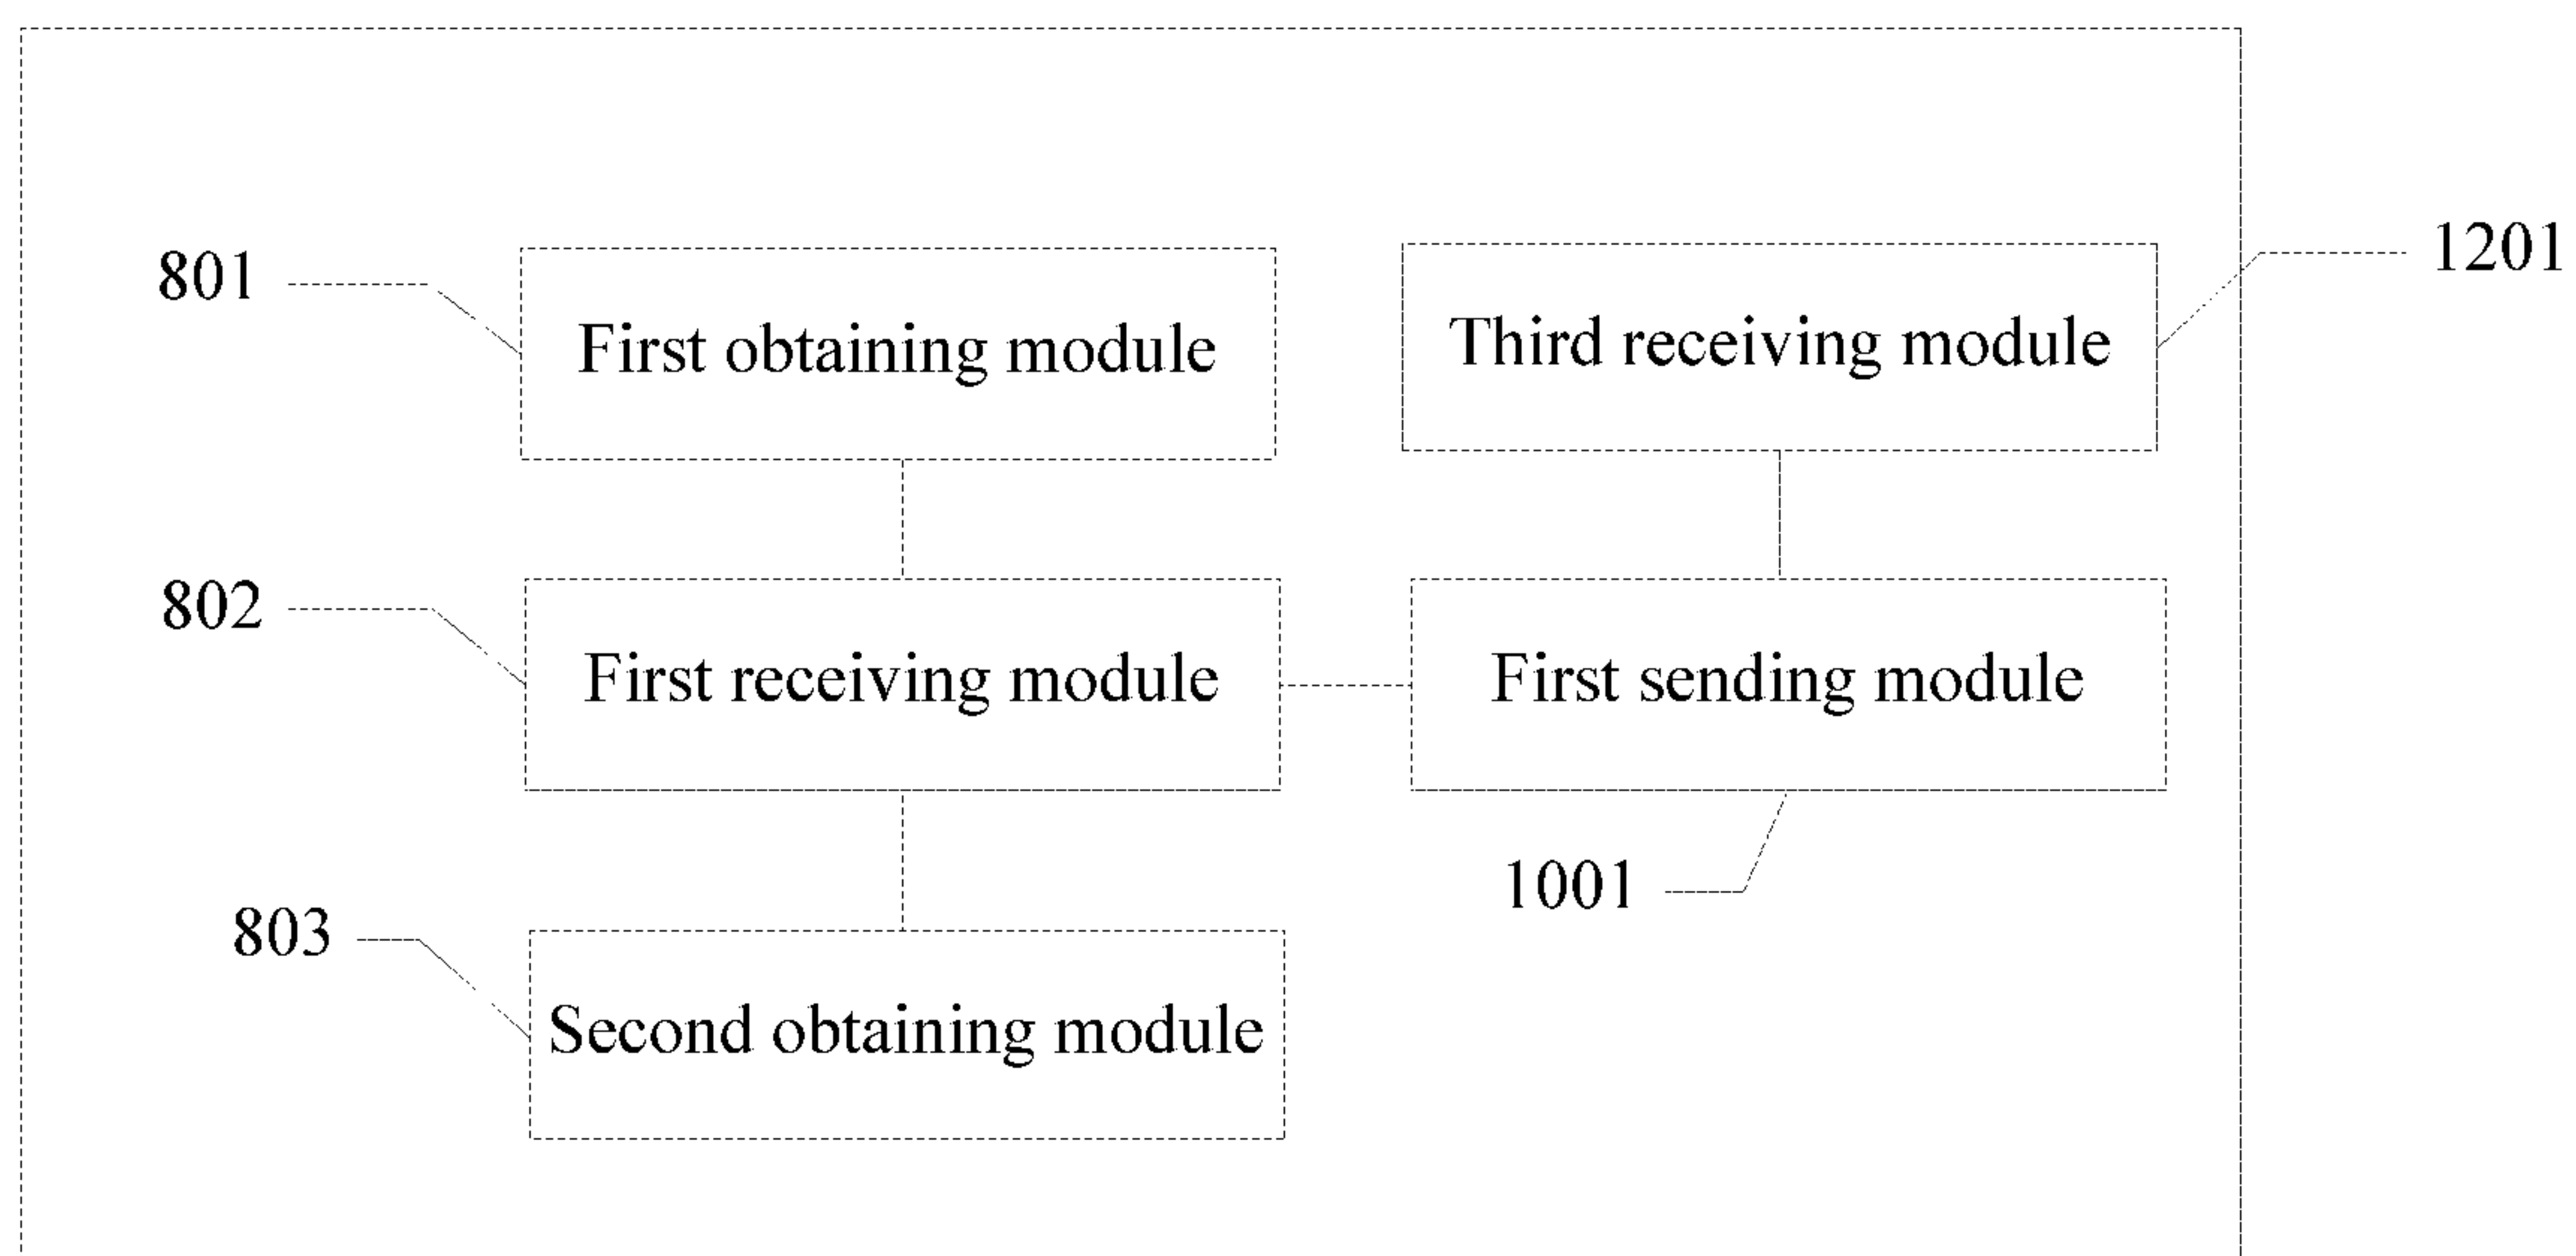 801
First obtaining module
Third receiving module
1201
802
First receiving module
First sending module
1001
803
Second obtaining module